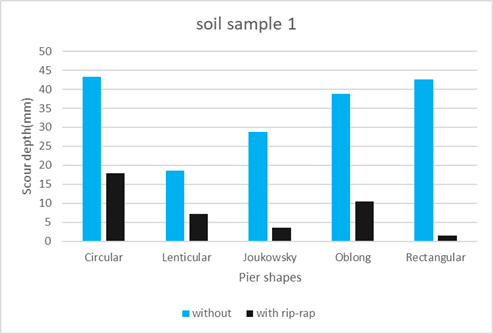 soil sample 1
50
45
40
35
30
25
20
15
10
5
0
Scour depth(mm)
Circular Lenticular Joukowsky Oblong Rectangular
Pier shapes
without with rip-rap